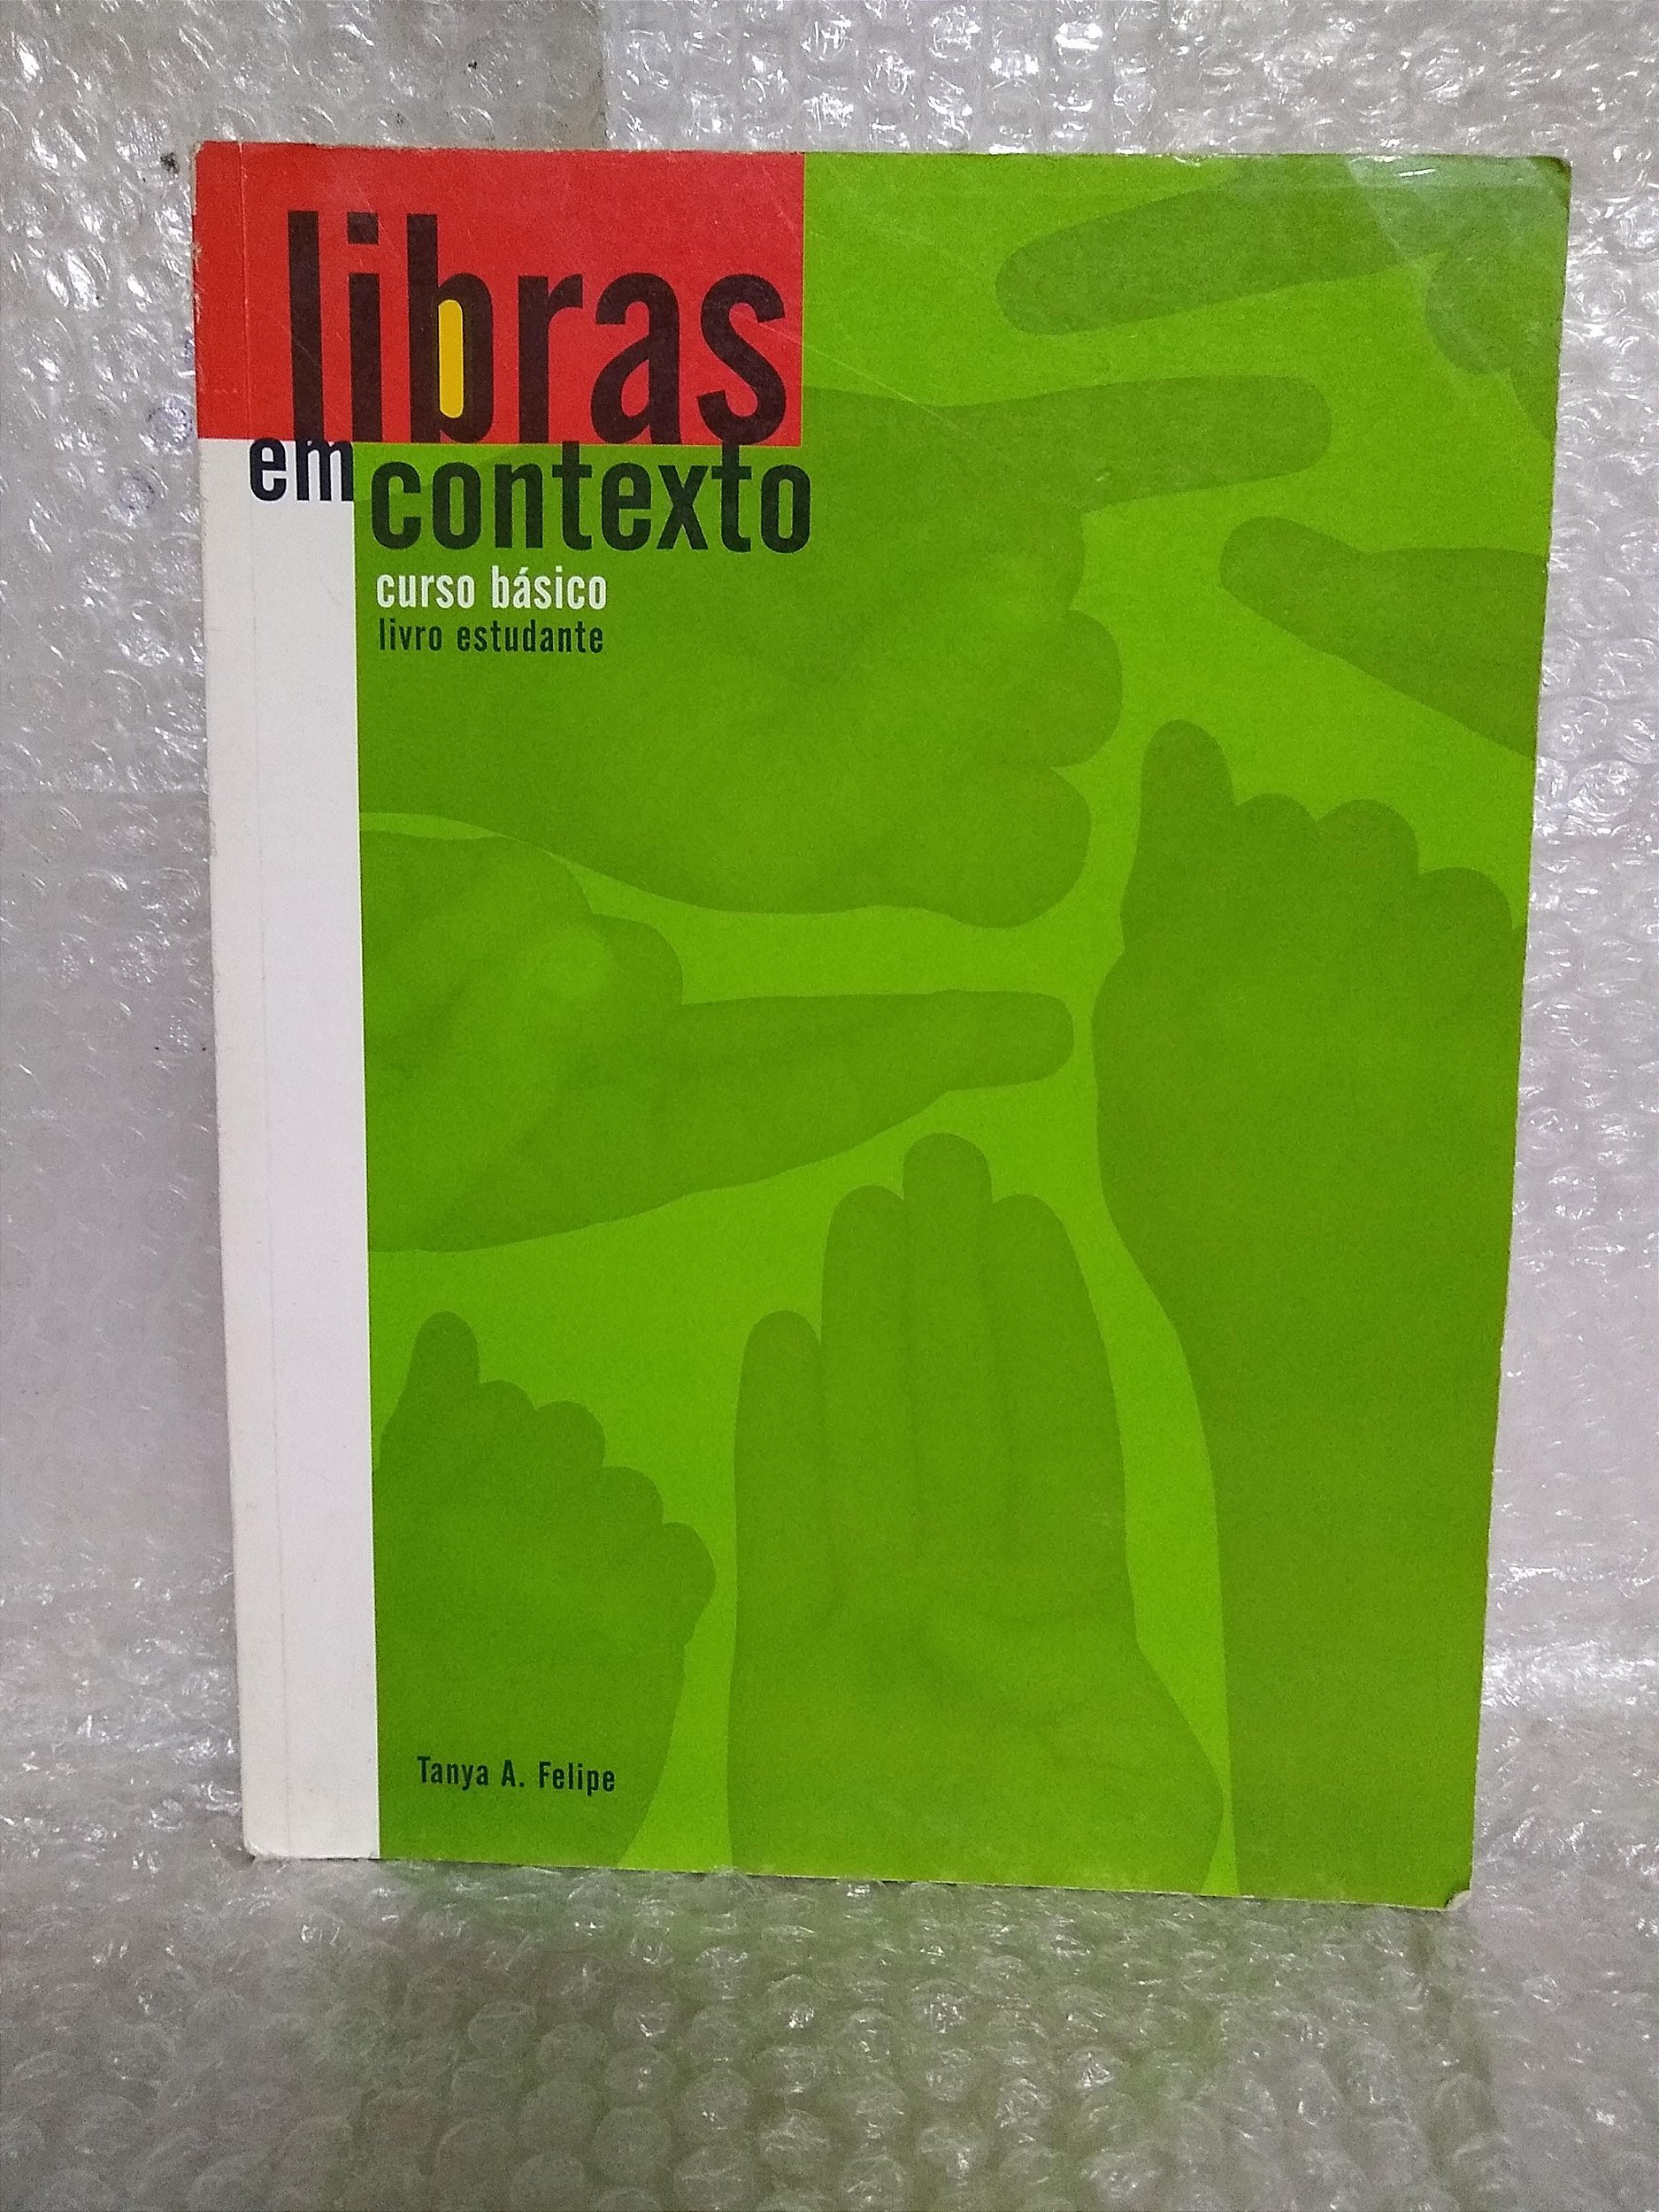 libras
em contexto
curso básico
livro estudante
Tanya A. Felipe